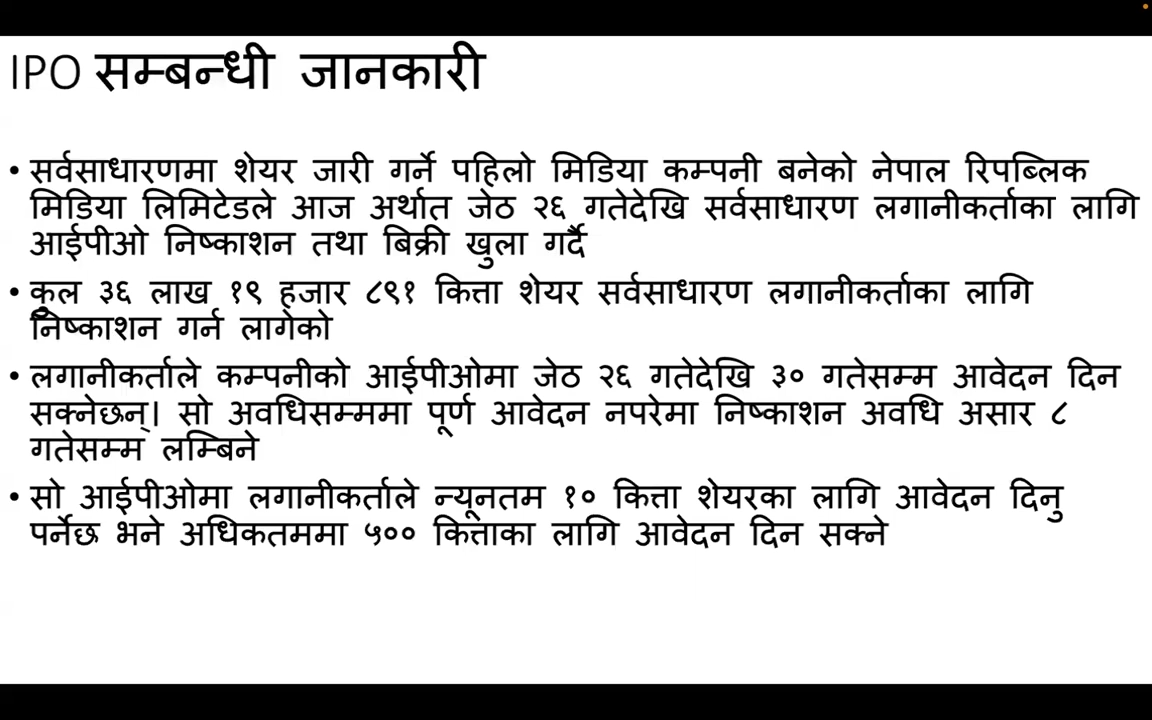 IPO सम्बन्धी जानकारी
• सर्वसाधारणमा शेयर जारी गर्ने पहिलो मिडिया कम्पनी बनेको नेपाल रिपब्लिक
मिडिया लिमिटेडले आज अर्थात जेठ २६ गतेदेखि सर्वसाधारण लगानीकर्ताका लागि
आईपीओ निष्काशन तथा बिक्री खुला गर्दै
• कुल ३६ लाख १९ हजार ८९१ कित्ता शेयर सर्वसाधारण लगानीकर्ताका लागि
निष्काशन गर्न लागेको
• लगानीकर्ताले कम्पनीको आईपीओमा जेठ २६ गतेदेखि ३० गतेसम्म आवेदन दिन
सक्नेछन्। सो अवधिसम्ममा पूर्ण आवेदन नपरेमा निष्काशन अवधि असार ८
गतेसम्म लम्बिने
• सो आईपीओमा लगानीकर्ताले न्यूनतम १० कित्ता शेयरका लागि आवेदन दिनु
पर्नेछ भने अधिकतममा ५०० कित्ताका लागि आवेदन दिन सक्ने